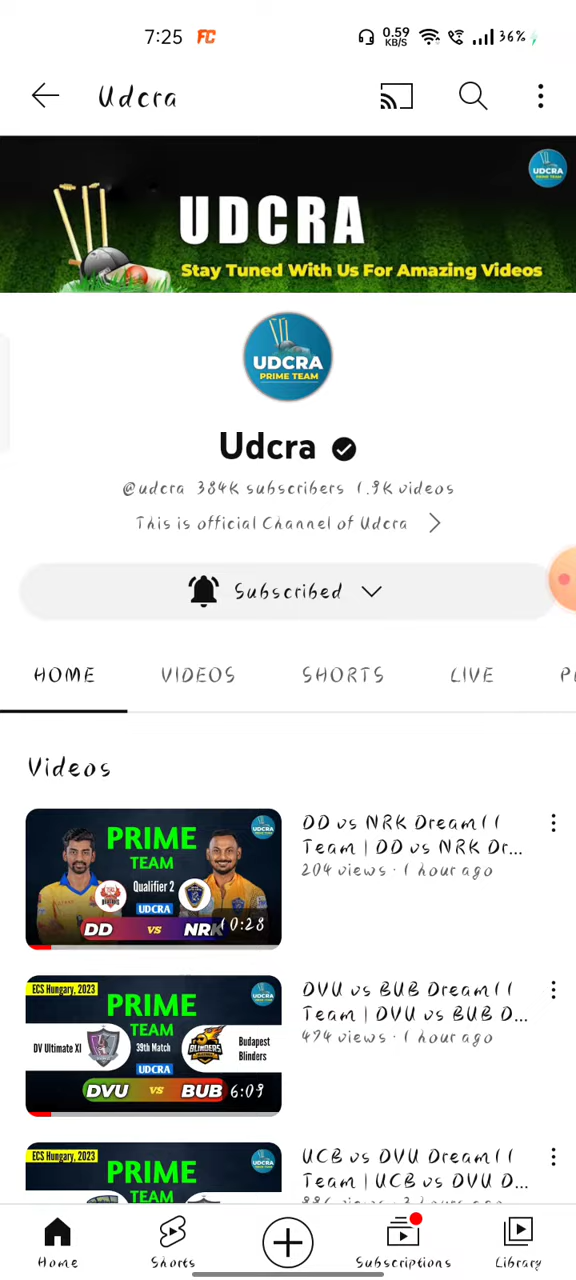 7:25 FC 0.59 KB/S 36%
Udcra
UDCRA
UDCRA
Stay Tuned With Us For Amazing Videos
UDCRA
PRIME TEAM
Udcra
@udcra 384K subscribers 1.9K videos
This is official Channel of Udcra
Subscribed
HOME VIDEOS SHORTS LIVE
Videos
PRIME
TEAM
Qualifier 2
UDCRA
DD VS NRK
10:28
DD vs NRK Dream11
Team | DD vs NRK Dr...
204 views · 1 hour ago
ECS Hungary, 2023
PRIME
TEAM
DV Ultimate XI
39th Match
Budapest
Blinders
UDCRA
DVU VS BUB
6:09
DVU vs BUB Dream11
Team | DVU vs BUB D...
494 views · 1 hour ago
ECS Hungary, 2023
PRIME
TEAM
UCB vs DVU Dream11
Team | UCB vs DVU D...
Home Shorts Subscriptions Library